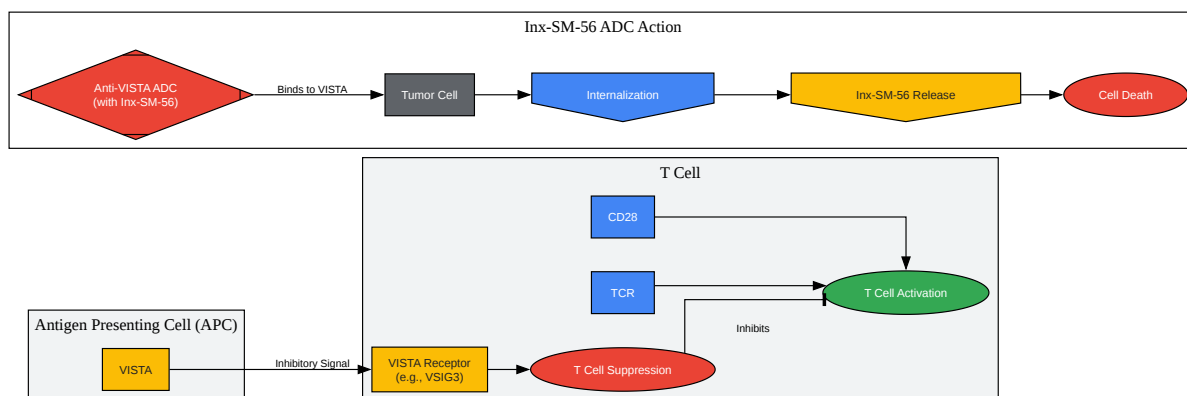 Inx-SM-56 ADC Action
Anti-VISTA ADC
(with Inx-SM-56)
Binds to VISTA
Tumor Cell
Internalization
Inx-SM-56 Release
Cell Death
T Cell
CD28
TCR
T Cell Activation
Inhibits
Antigen Presenting Cell (APC)
VISTA
Inhibitory Signal
VISTA Receptor
(e.g., VSIG3)
T Cell Suppression